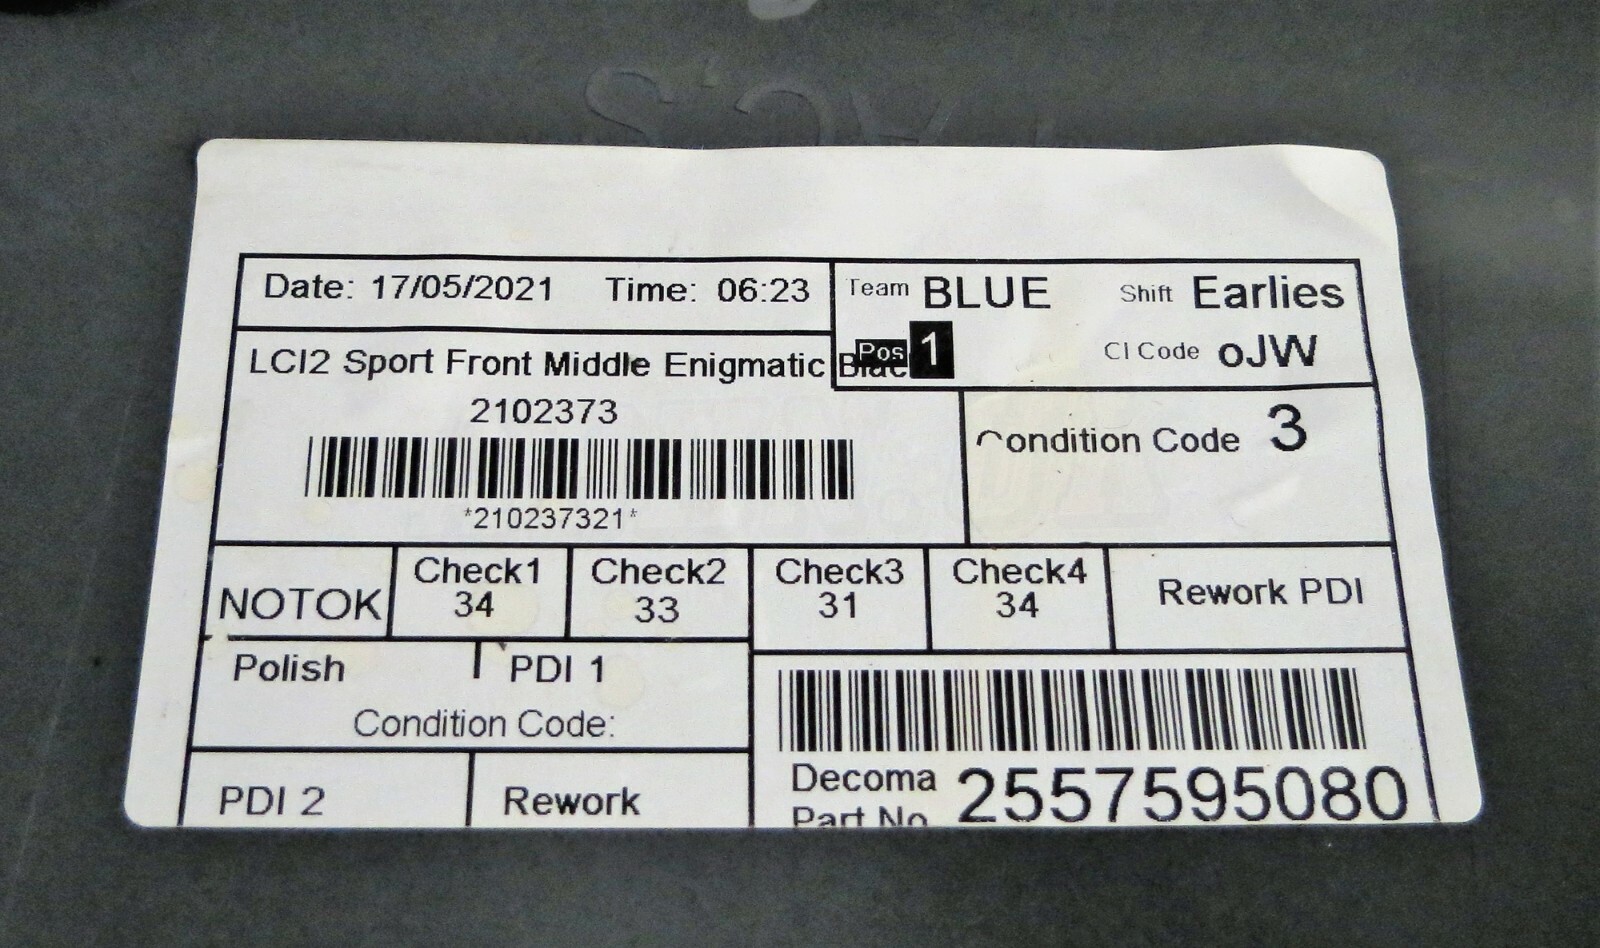 Date: 17/05/2021 Time: 06:23
Team BLUE Shift Earlies
Pos 1 CI Code oJW
LCI2 Sport Front Middle Enigmatic Blac
2102373
Condition Code 3
*210237321*
NOTOK Check1 Check2 Check3 Check4 Rework PDI
34 33 31 34
Polish PDI 1
Condition Code:
PDI 2 Rework
Decoma 2557595080
Part No